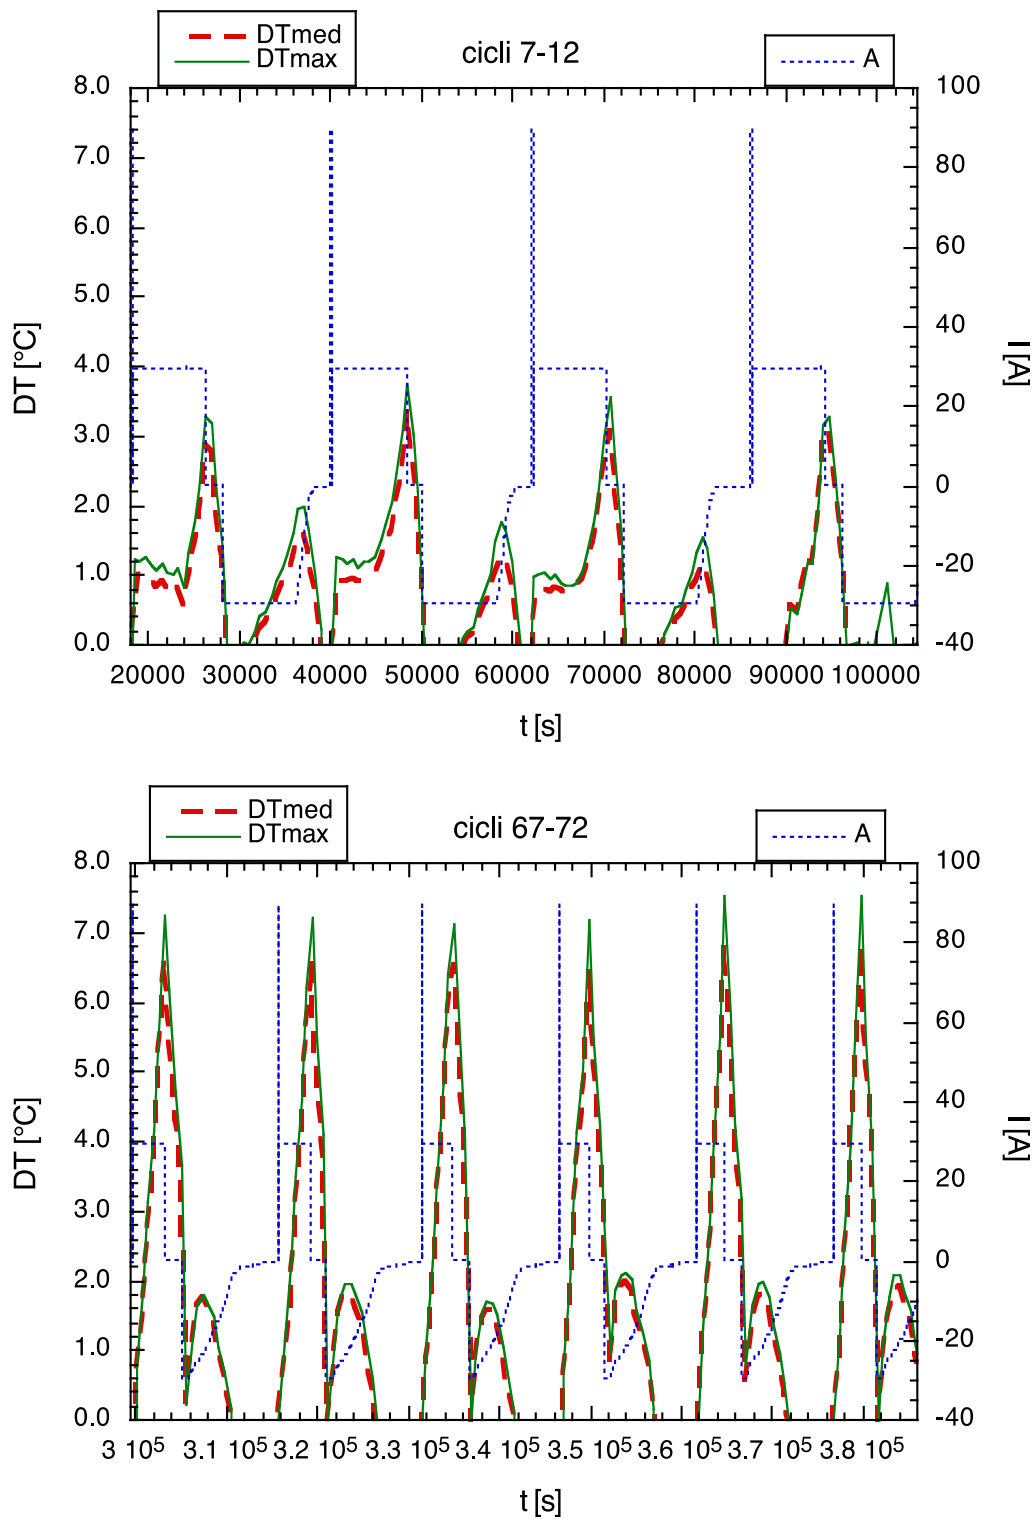 DTmed
DTmax
cicli 7-12
A
8.0
7.0
6.0
5.0
4.0
3.0
2.0
1.0
0.0
DT [°C]
100
80
60
40
20
0
-20
-40
I [A]
20000 30000 40000 50000 60000 70000 80000 90000 100000
t [s]
DTmed
DTmax
cicli 67-72
A
8.0
7.0
6.0
5.0
4.0
3.0
2.0
1.0
0.0
DT [°C]
100
80
60
40
20
0
-20
-40
I [A]
3 10⁵ 3.1 10⁵ 3.2 10⁵ 3.3 10⁵ 3.4 10⁵ 3.5 10⁵ 3.6 10⁵ 3.7 10⁵ 3.8 10⁵
t [s]